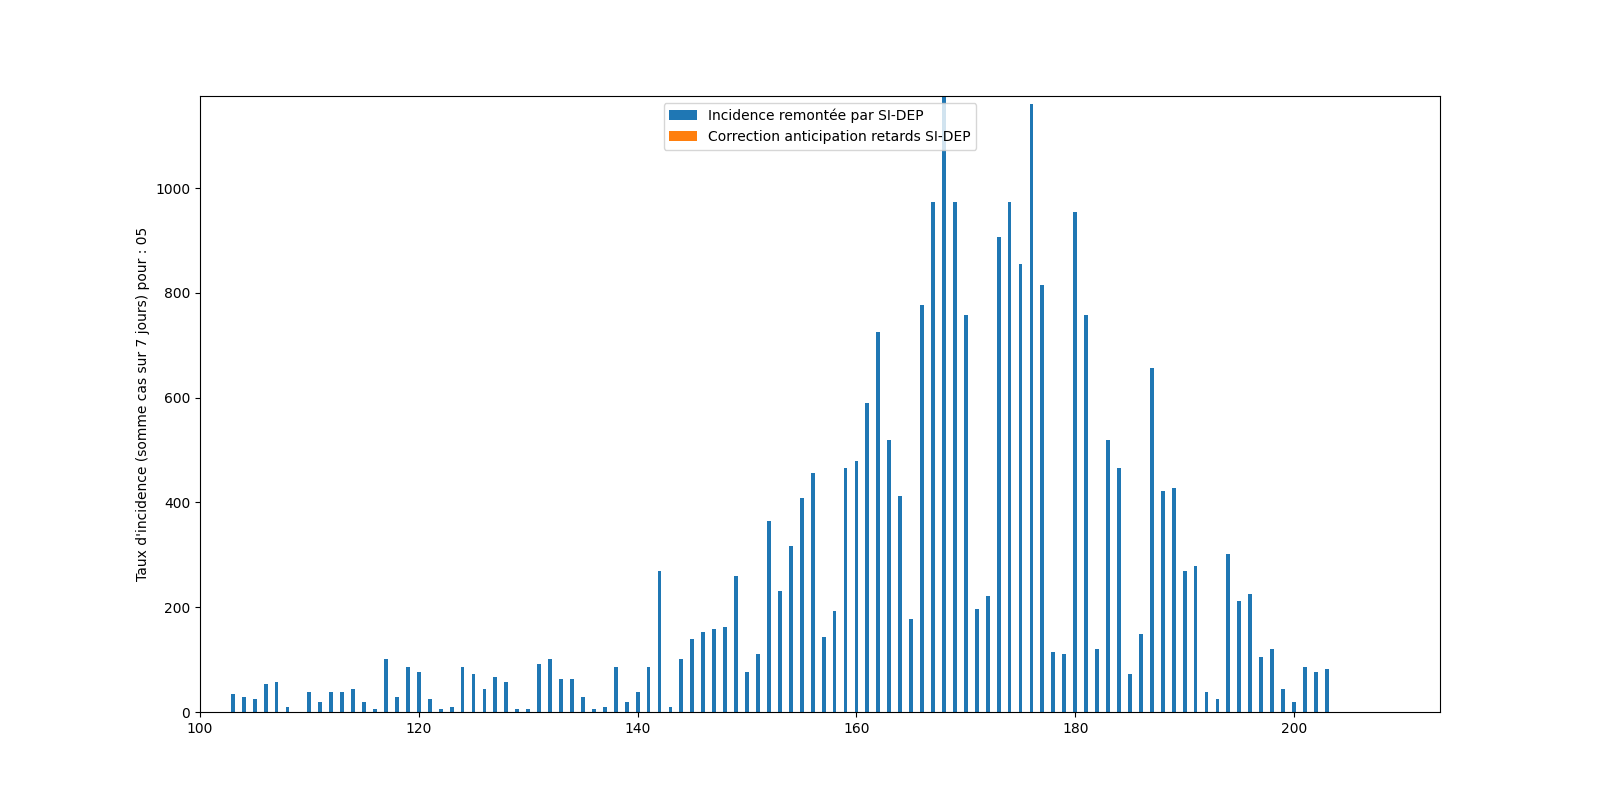 Incidence remontée par SI-DEP
Correction anticipation retards SI-DEP
Taux d'incidence (somme cas sur 7 jours) pour : 05
1000
800
600
400
200
0
100 120 140 160 180 200